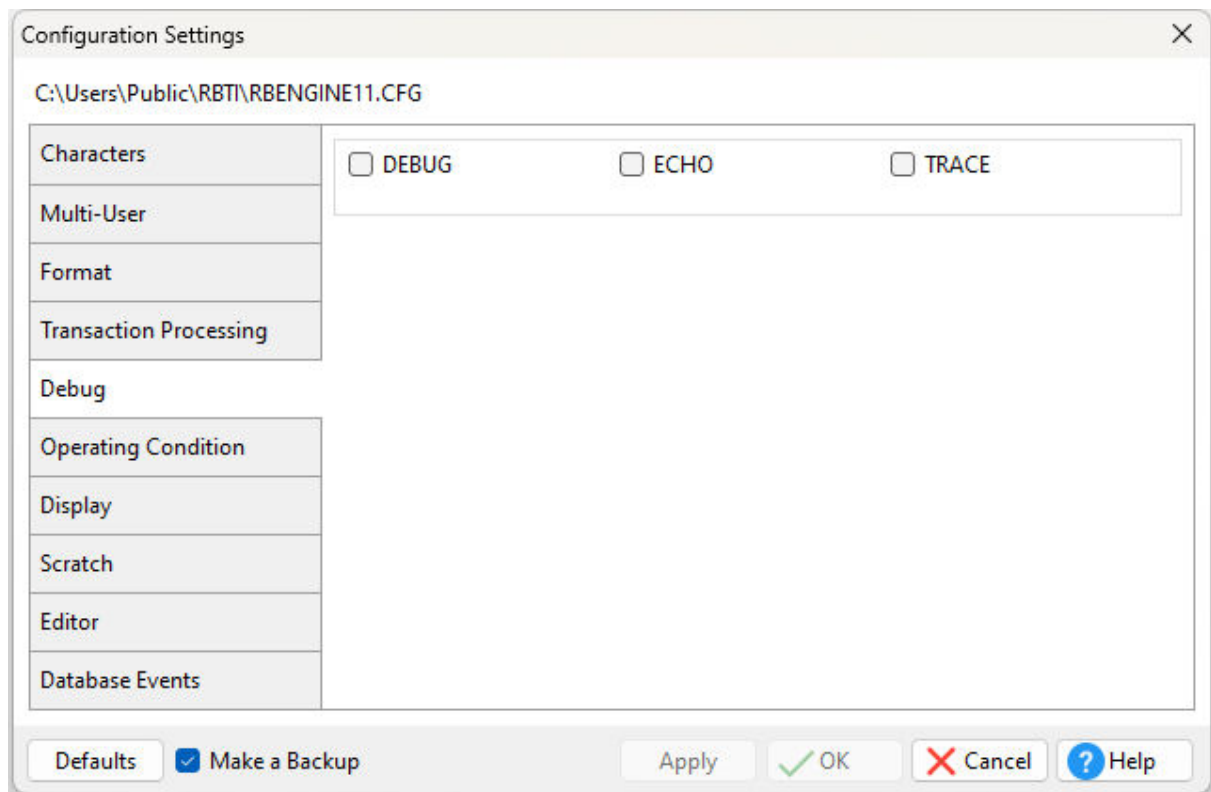 Configuration Settings
C:\Users\Public\RBTI\RBENGINE11.CFG
Characters
Multi-User
Format
Transaction Processing
Debug
Operating Condition
Display
Scratch
Editor
Database Events
DEBUG ECHO TRACE
Defaults Make a Backup Apply OK Cancel ? Help